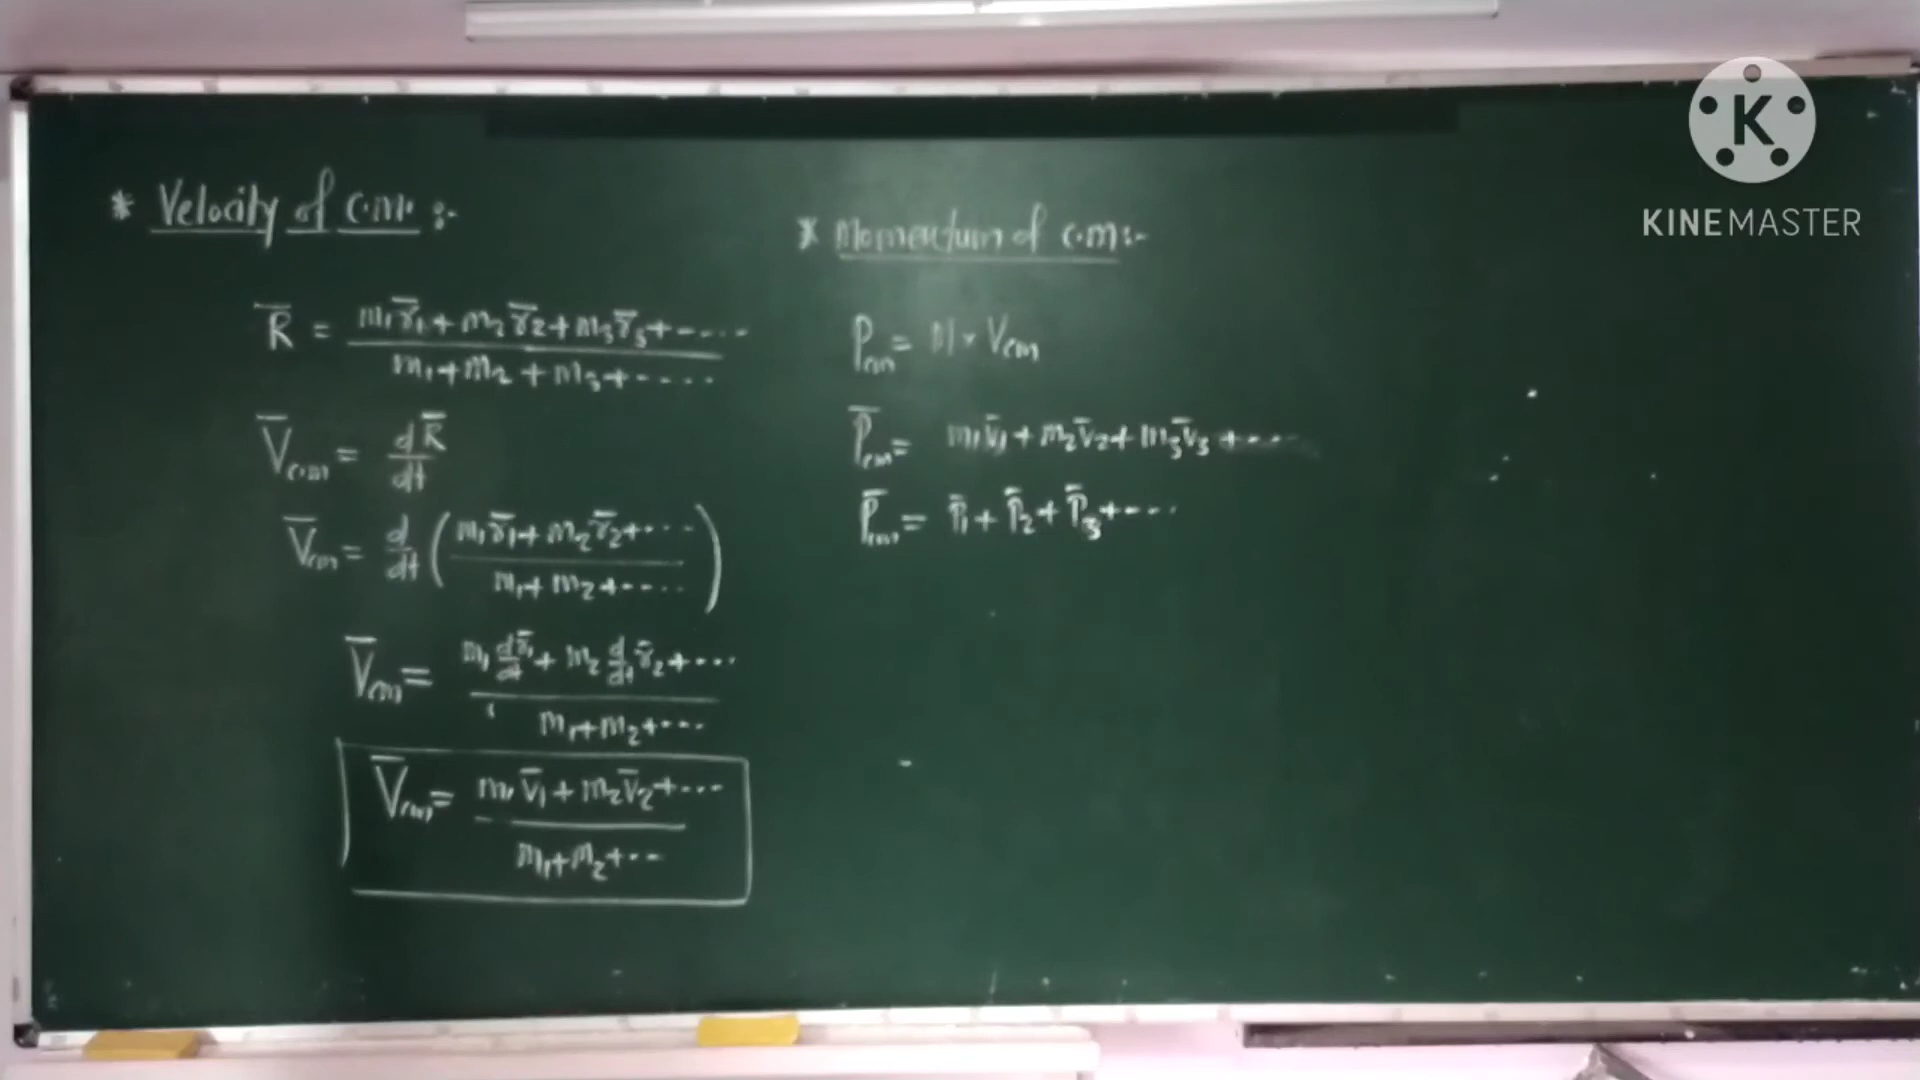 * Velocity of c.m. :-
R̅ = (m₁r̅₁ + m₂r̅₂ + m₃r̅₃ + ----) / (m₁ + m₂ + m₃ + -----)
V̅c.m = dR̅/dt
V̅cm = d/dt ( (m₁r̅₁ + m₂r̅₂ + ----) / (m₁ + m₂ + ----) )
V̅cm = (m₁ dr̅₁/dt + m₂ d/dt r̅₂ + ----) / (m₁ + m₂ + ---)
V̅cm = (m₁v̅₁ + m₂v̅₂ + ---) / (m₁ + m₂ + --)
* Momentum of c.m :-
Pcm = M × Vcm
P̅cm = m₁v̅₁ + m₂v̅₂ + m₃v̅₃ + ----
P̅cm = P̅₁ + P̅₂ + P̅₃ + ----
K
KINEMASTER